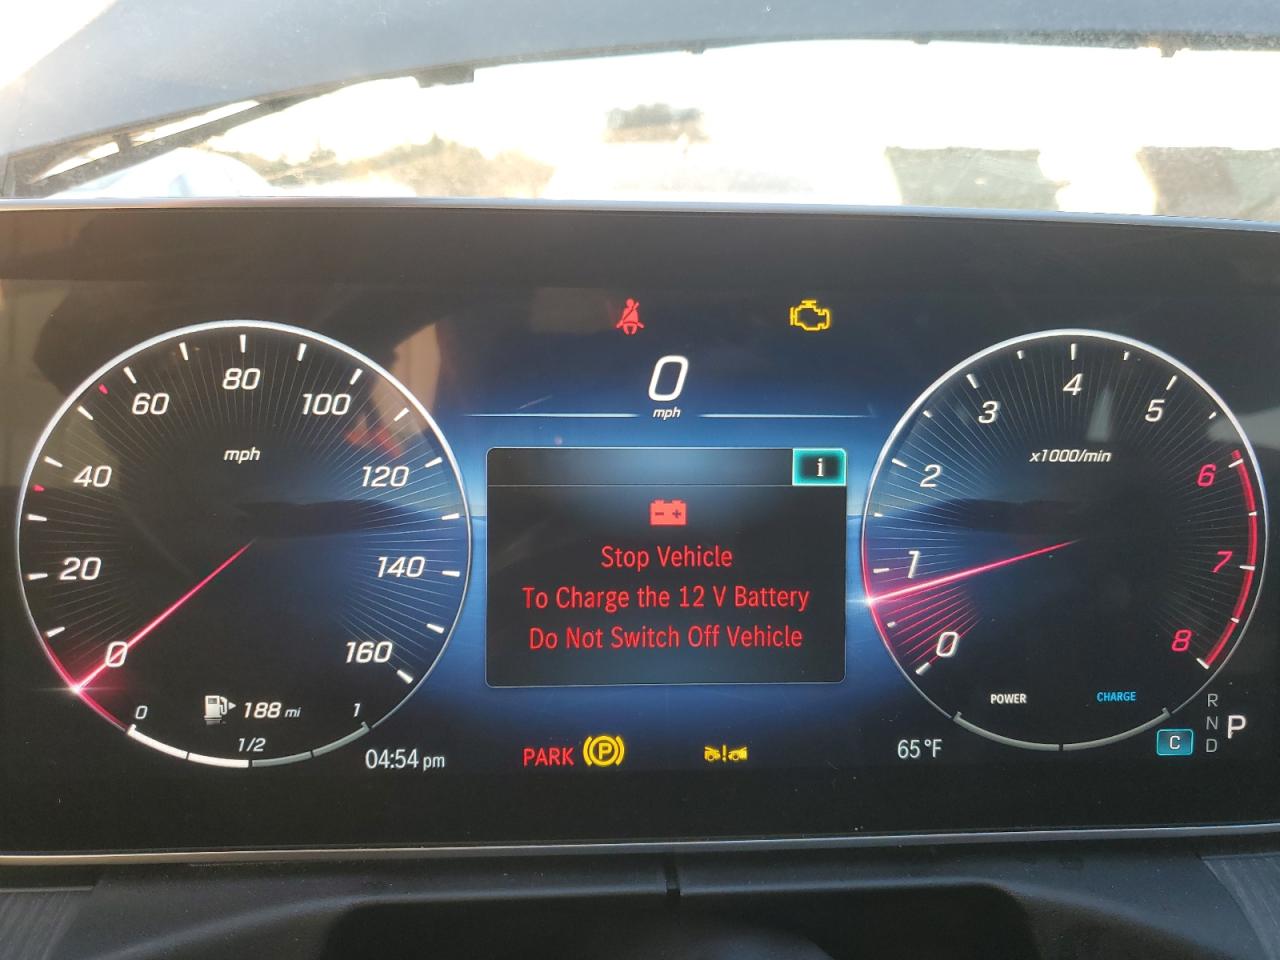 0
mph
0
20
40
60
80
100
120
140
160
mph
188 mi
0
1/2
1
04:54 pm
i
Stop Vehicle
To Charge the 12 V Battery
Do Not Switch Off Vehicle
PARK P
65°F
0
1
2
3
4
5
6
7
8
x1000/min
POWER
CHARGE
C
R
N
D
P